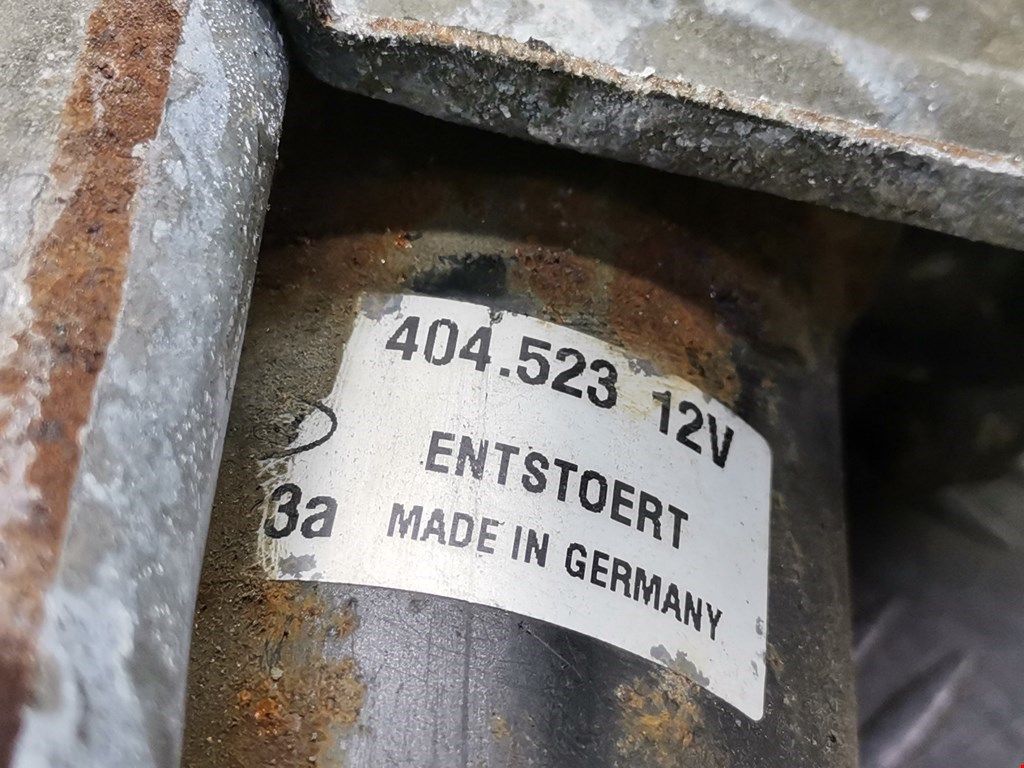 404.523 12V
ENTSTOERT
3a MADE IN GERMANY